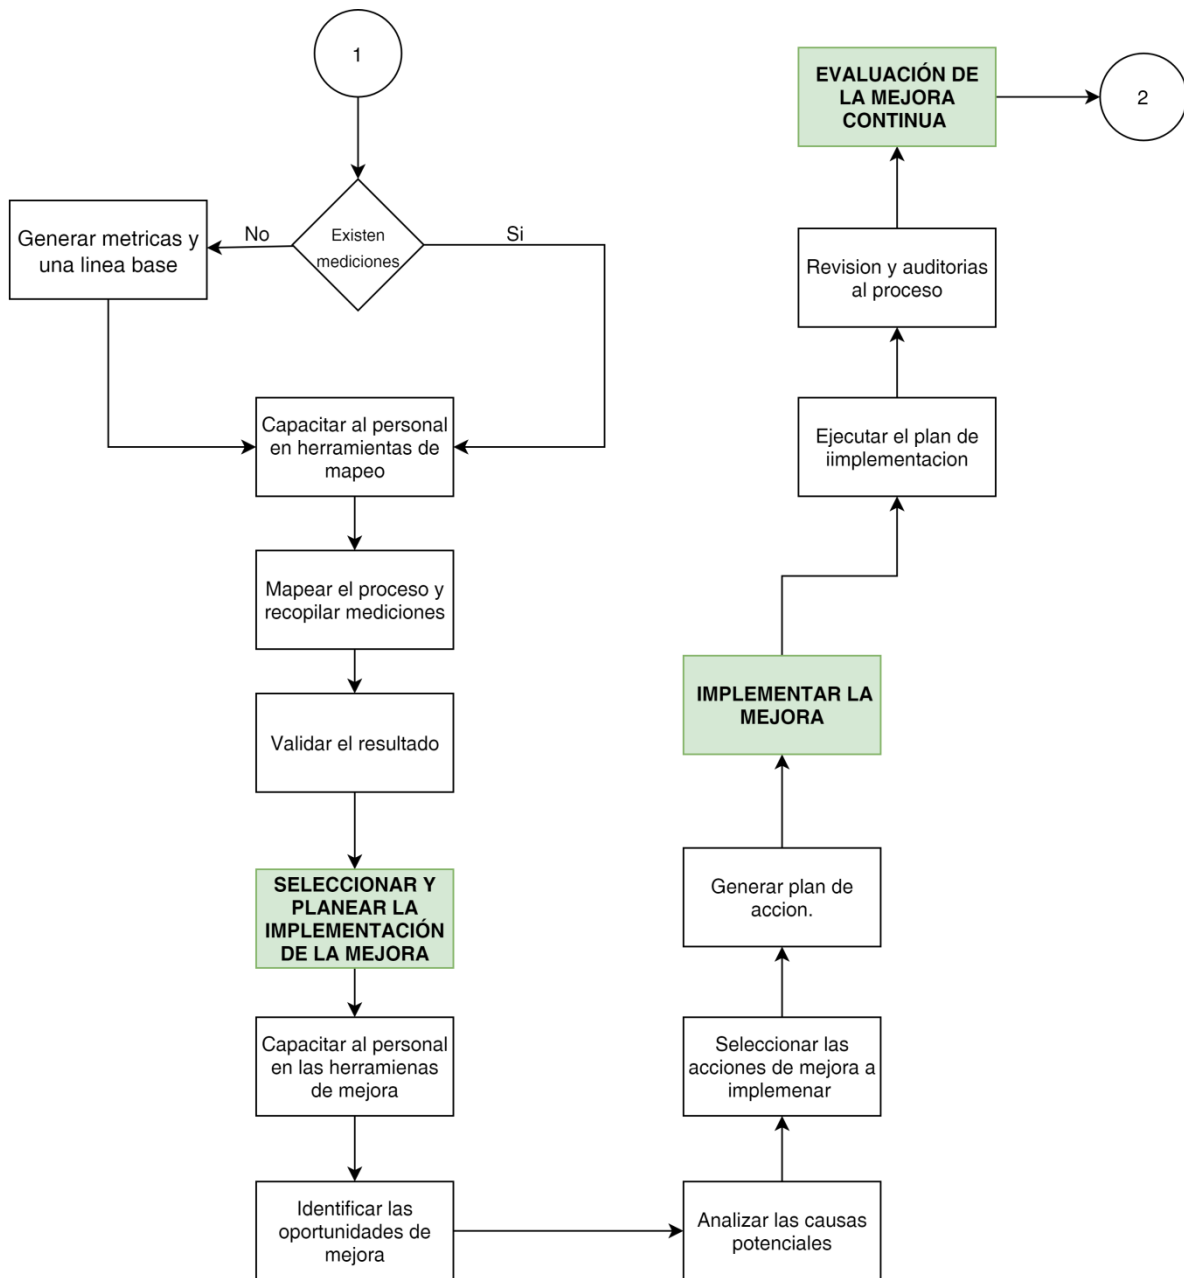 1
Existen
mediciones
No
Si
Generar metricas y
una linea base
Capacitar al personal
en herramientas de
mapeo
Mapear el proceso y
recopilar mediciones
Validar el resultado
SELECCIONAR Y
PLANEAR LA
IMPLEMENTACIÓN
DE LA MEJORA
Capacitar al personal
en las herramienas
de mejora
Identificar las
oportunidades de
mejora
Analizar las causas
potenciales
Seleccionar las
acciones de mejora a
implemenar
Generar plan de
accion.
IMPLEMENTAR LA
MEJORA
Ejecutar el plan de
iimplementacion
Revision y auditorias
al proceso
EVALUACIÓN DE
LA MEJORA
CONTINUA
2